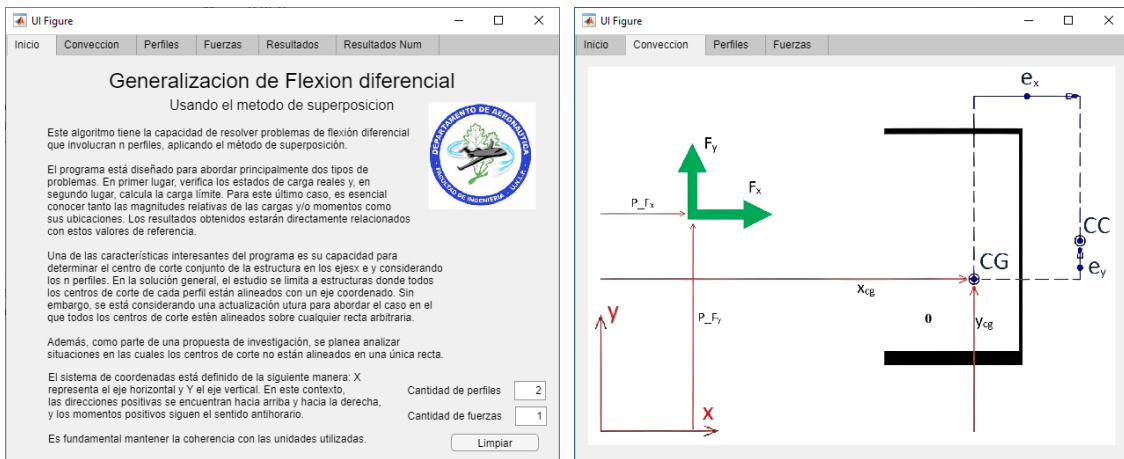 UI Figure
Inicio Conveccion Perfiles Fuerzas Resultados Resultados Num
Generalizacion de Flexion diferencial
Usando el metodo de superposicion
DEPARTAMENTO DE AERONAUTICA
- FACULTAD DE INGENIERIA - U.N.L.P. -
Este algoritmo tiene la capacidad de resolver problemas de flexión diferencial
que involucran n perfiles, aplicando el método de superposición.
El programa está diseñado para abordar principalmente dos tipos de
problemas. En primer lugar, verifica los estados de carga reales y, en
segundo lugar, calcula la carga límite. Para este último caso, es esencial
conocer tanto las magnitudes relativas de las cargas y/o momentos como
sus ubicaciones. Los resultados obtenidos estarán directamente relacionados
con estos valores de referencia.
Una de las características interesantes del programa es su capacidad para
determinar el centro de corte conjunto de la estructura en los ejesx e y considerando
los n perfiles. En la solución general, el estudio se limita a estructuras donde todos
los centros de corte de cada perfil están alineados con un eje coordenado. Sin
embargo, se está considerando una actualización utura para abordar el caso en el
que todos los centros de corte estén alineados sobre cualquier recta arbitraria.
Además, como parte de una propuesta de investigación, se planea analizar
situaciones en las cuales los centros de corte no están alineados en una única recta.
El sistema de coordenadas está definido de la siguiente manera: X
representa el eje horizontal y Y el eje vertical. En este contexto,
las direcciones positivas se encuentran hacia arriba y hacia la derecha,
y los momentos positivos siguen el sentido antihorario.
Es fundamental mantener la coherencia con las unidades utilizadas.
Cantidad de perfiles 2
Cantidad de fuerzas 1
Limpiar
UI Figure
Inicio Conveccion Perfiles Fuerzas
ex
Fy
Fx
P_Fx
CC
CG
ey
xcg
y
P_Fy
0
ycg
x